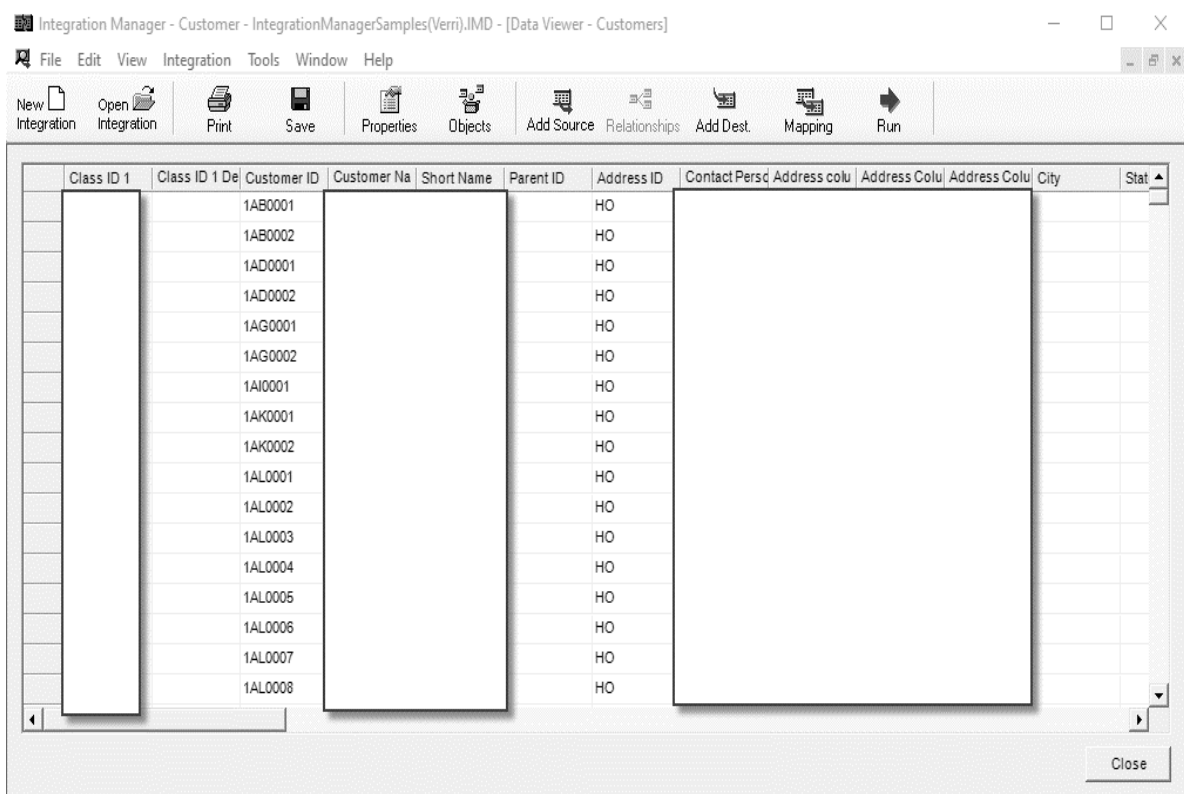 Integration Manager - Customer - IntegrationManagerSamples(Verri).IMD - [Data Viewer - Customers]
File Edit View Integration Tools Window Help
New Integration Open Integration Print Save Properties Objects Add Source Relationships Add Dest. Mapping Run
Class ID 1 Class ID 1 De Customer ID Customer Na Short Name Parent ID Address ID Contact Perso Address colu Address Colu Address Colu City Stat
1AB0001 HO
1AB0002 HO
1AD0001 HO
1AD0002 HO
1AG0001 HO
1AG0002 HO
1AI0001 HO
1AK0001 HO
1AK0002 HO
1AL0001 HO
1AL0002 HO
1AL0003 HO
1AL0004 HO
1AL0005 HO
1AL0006 HO
1AL0007 HO
1AL0008 HO
Close